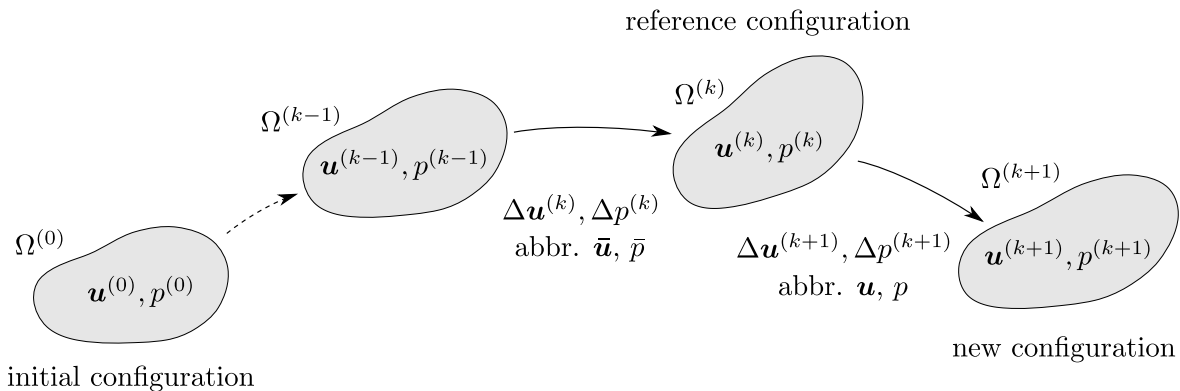 reference configuration
Ω^(k)
u^(k), p^(k)
Ω^(k−1)
u^(k−1), p^(k−1)
Δu^(k), Δp^(k)
abbr. ū, p̄
Ω^(k+1)
u^(k+1), p^(k+1)
Δu^(k+1), Δp^(k+1)
abbr. u, p
new configuration
Ω^(0)
u^(0), p^(0)
initial configuration